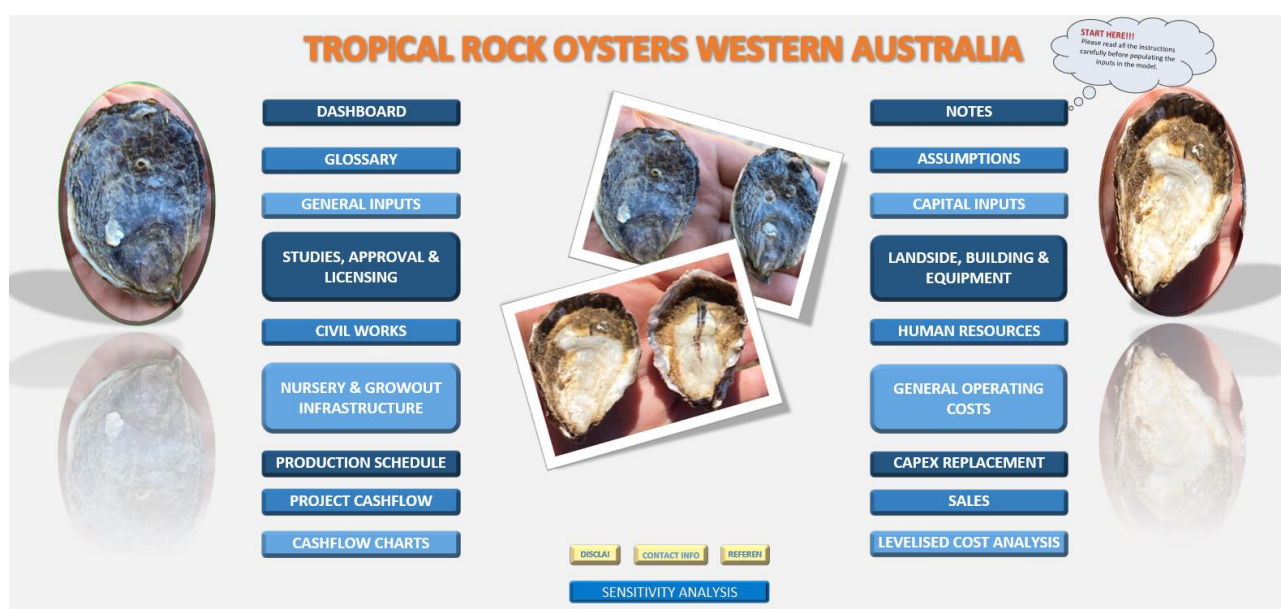 TROPICAL ROCK OYSTERS WESTERN AUSTRALIA
START HERE!!!
Please read all the instructions
carefully before populating the
inputs in the model.
DASHBOARD
GLOSSARY
GENERAL INPUTS
STUDIES, APPROVAL &
LICENSING
CIVIL WORKS
NURSERY & GROWOUT
INFRASTRUCTURE
PRODUCTION SCHEDULE
PROJECT CASHFLOW
CASHFLOW CHARTS
NOTES
ASSUMPTIONS
CAPITAL INPUTS
LANDSIDE, BUILDING &
EQUIPMENT
HUMAN RESOURCES
GENERAL OPERATING
COSTS
CAPEX REPLACEMENT
SALES
LEVELISED COST ANALYSIS
DISCLAI
CONTACT INFO
REFEREN
SENSITIVITY ANALYSIS